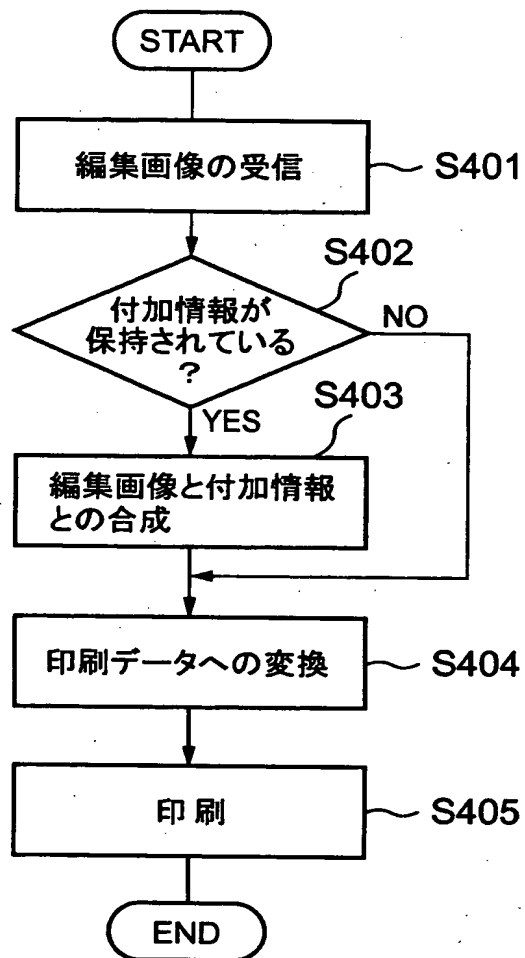 START
編集画像の受信
S401
S402
付加情報が
保持されている
?
NO
YES
S403
編集画像と付加情報
との合成
印刷データへの変換
S404
印刷
S405
END